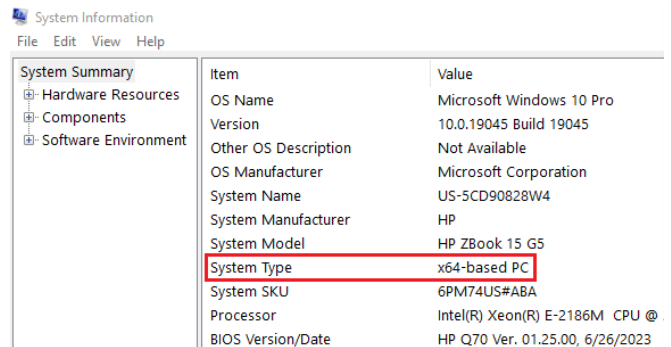 System Information
File Edit View Help
System Summary
Hardware Resources
Components
Software Environment
Item Value
OS Name Microsoft Windows 10 Pro
Version 10.0.19045 Build 19045
Other OS Description Not Available
OS Manufacturer Microsoft Corporation
System Name US-5CD90828W4
System Manufacturer HP
System Model HP ZBook 15 G5
System Type x64-based PC
System SKU 6PM74US#ABA
Processor Intel(R) Xeon(R) E-2186M CPU @
BIOS Version/Date HP Q70 Ver. 01.25.00, 6/26/2023